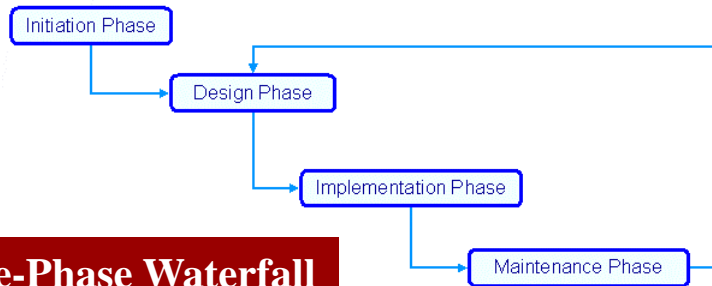 Initiation Phase
Design Phase
Implementation Phase
Maintenance Phase
e-Phase Waterfall